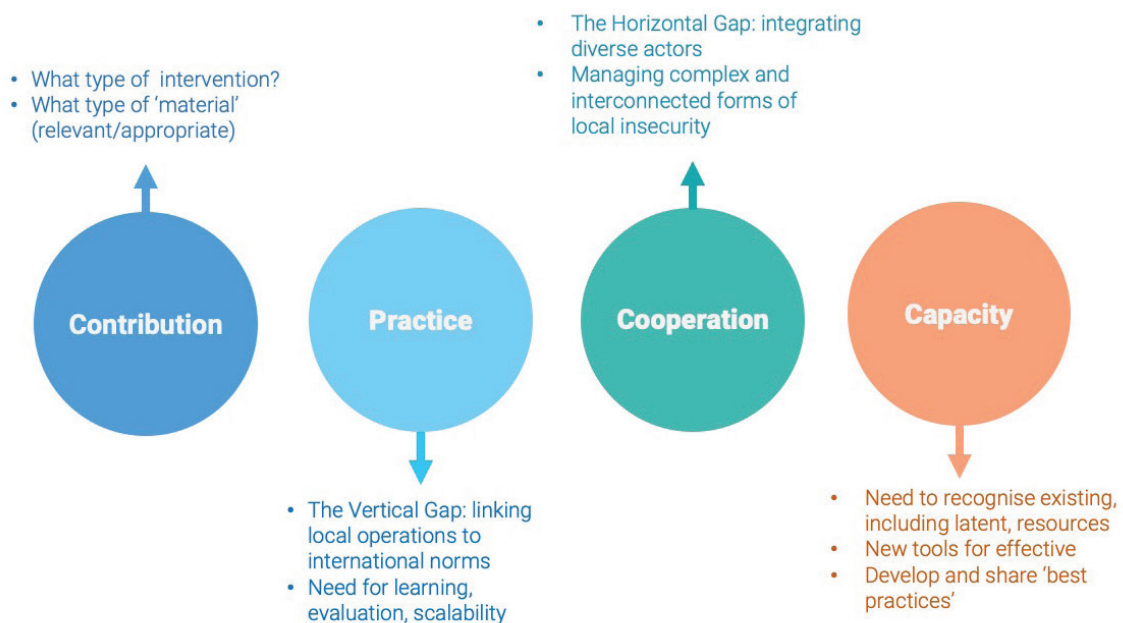 • What type of intervention?
• What type of ‘material’
(relevant/appropriate)
Contribution
Practice
• The Vertical Gap: linking
local operations to
international norms
• Need for learning,
evaluation, scalability
• The Horizontal Gap: integrating
diverse actors
• Managing complex and
interconnected forms of
local insecurity
Cooperation
Capacity
• Need to recognise existing,
including latent, resources
• New tools for effective
• Develop and share ‘best
practices’